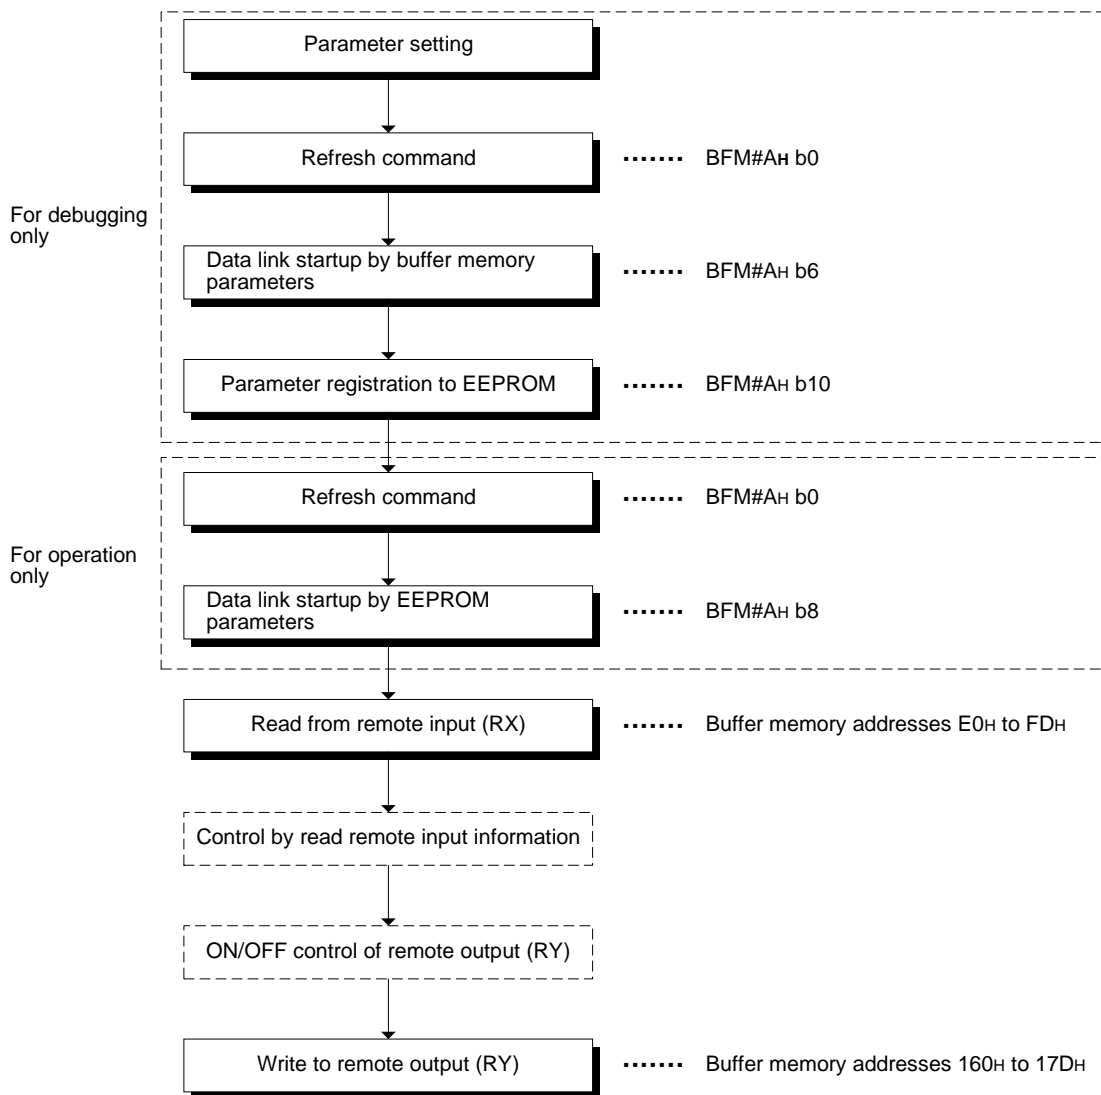 Parameter setting
Refresh command ······· BFM#AH b0
For debugging
only
Data link startup by buffer memory
parameters ······· BFM#AH b6
Parameter registration to EEPROM ······· BFM#AH b10
Refresh command ······· BFM#AH b0
For operation
only
Data link startup by EEPROM
parameters ······· BFM#AH b8
Read from remote input (RX) ······· Buffer memory addresses E0H to FDH
Control by read remote input information
ON/OFF control of remote output (RY)
Write to remote output (RY) ······· Buffer memory addresses 160H to 17DH